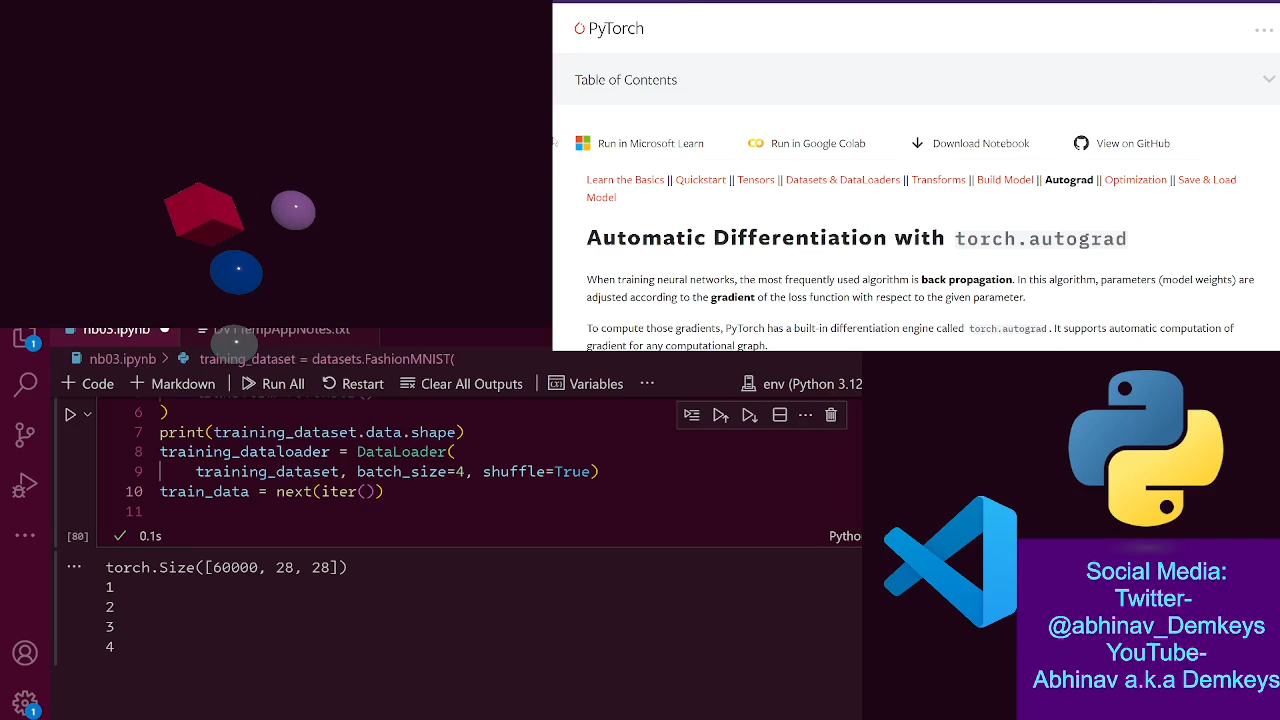 PyTorch
Table of Contents
Run in Microsoft Learn
Run in Google Colab
Download Notebook
View on GitHub
Learn the Basics || Quickstart || Tensors || Datasets & DataLoaders || Transforms || Build Model || Autograd || Optimization || Save & Load
Model
Automatic Differentiation with torch.autograd
When training neural networks, the most frequently used algorithm is back propagation. In this algorithm, parameters (model weights) are
adjusted according to the gradient of the loss function with respect to the given parameter.
To compute those gradients, PyTorch has a built-in differentiation engine called torch.autograd. It supports automatic computation of
gradient for any computational graph.
nb03.ipynb
DVTTempAppNotes.txt
nb03.ipynb > training_dataset = datasets.FashionMNIST(
+ Code + Markdown Run All Restart Clear All Outputs Variables ... env (Python 3.12
6 )
7 print(training_dataset.data.shape)
8 training_dataloader = DataLoader(
9 training_dataset, batch_size=4, shuffle=True)
10 train_data = next(iter())
11
[80] 0.1s
Pytho
torch.Size([60000, 28, 28])
1
2
3
4
1
1
Social Media:
Twitter-
@abhinav_Demkeys
YouTube-
Abhinav a.k.a Demkeys